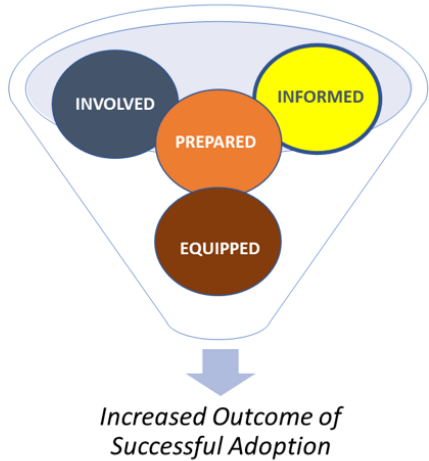 INVOLVED
INFORMED
PREPARED
EQUIPPED
Increased Outcome of
Successful Adoption